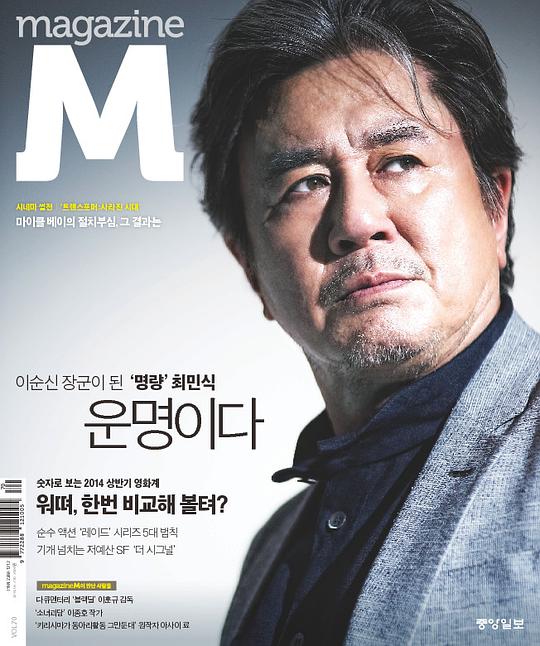 magazine
M
시네마 썰전 '트랜스포머:사라진 시대'
마이클 베이의 절치부심, 그 결과는
이순신 장군이 된 '명량' 최민식
운명이다
숫자로 보는 2014 상반기 영화계
워뗘, 한번 비교해 볼텨?
순수 액션 '레이드' 시리즈 5대 법칙
기개 넘치는 저예산 SF '더 시그널'
magazineM이 만난 사람들
다큐멘터리 '블랙딜' 이훈규 감독
'소녀괴담' 이종호 작가
'키리시마가 동아리활동 그만둔대' 원작자 아사이 료
VOL.70
중앙일보